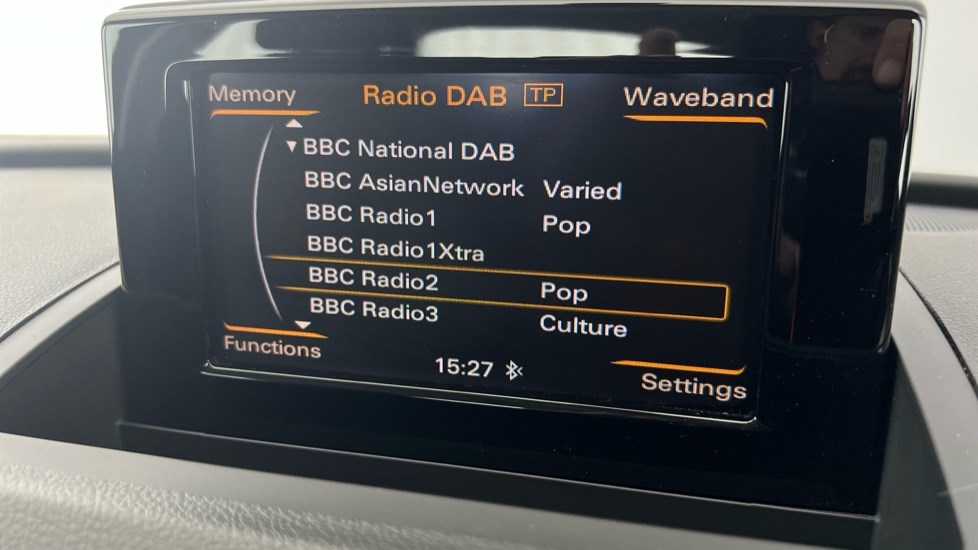 Memory Radio DAB TP Waveband
BBC National DAB
BBC AsianNetwork Varied
BBC Radio1 Pop
BBC Radio1Xtra
BBC Radio2 Pop
BBC Radio3 Culture
Functions 15:27 Settings